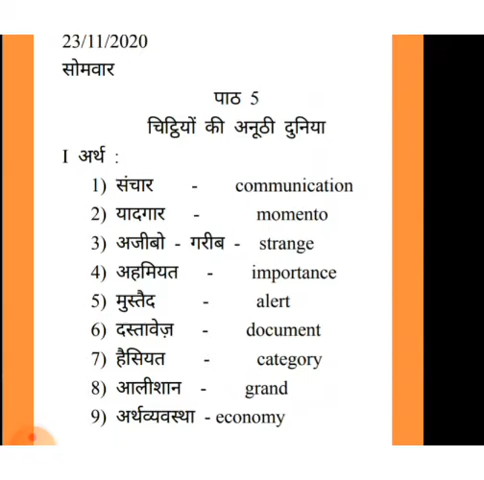 23/11/2020
सोमवार
पाठ 5
चिट्ठियों की अनूठी दुनिया
I अर्थ :
1) संचार - communication
2) यादगार - momento
3) अजीबो - गरीब - strange
4) अहमियत - importance
5) मुस्तैद - alert
6) दस्तावेज़ - document
7) हैसियत - category
8) आलीशान - grand
9) अर्थव्यवस्था - economy